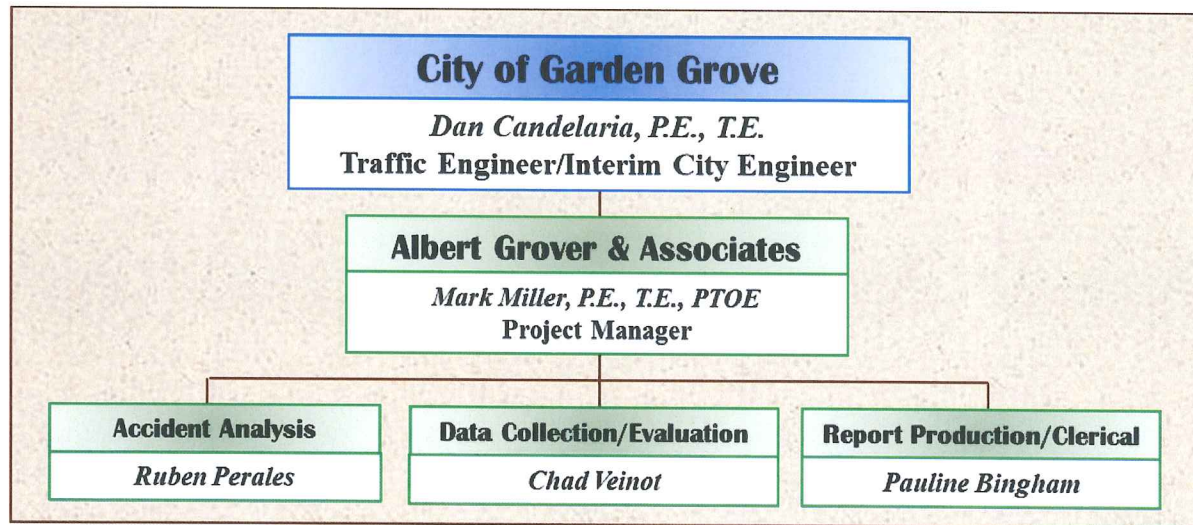 City of Garden Grove
Dan Candelaria, P.E., T.E.
Traffic Engineer/Interim City Engineer
Albert Grover & Associates
Mark Miller, P.E., T.E., PTOE
Project Manager
Accident Analysis
Ruben Perales
Data Collection/Evaluation
Chad Veinot
Report Production/Clerical
Pauline Bingham